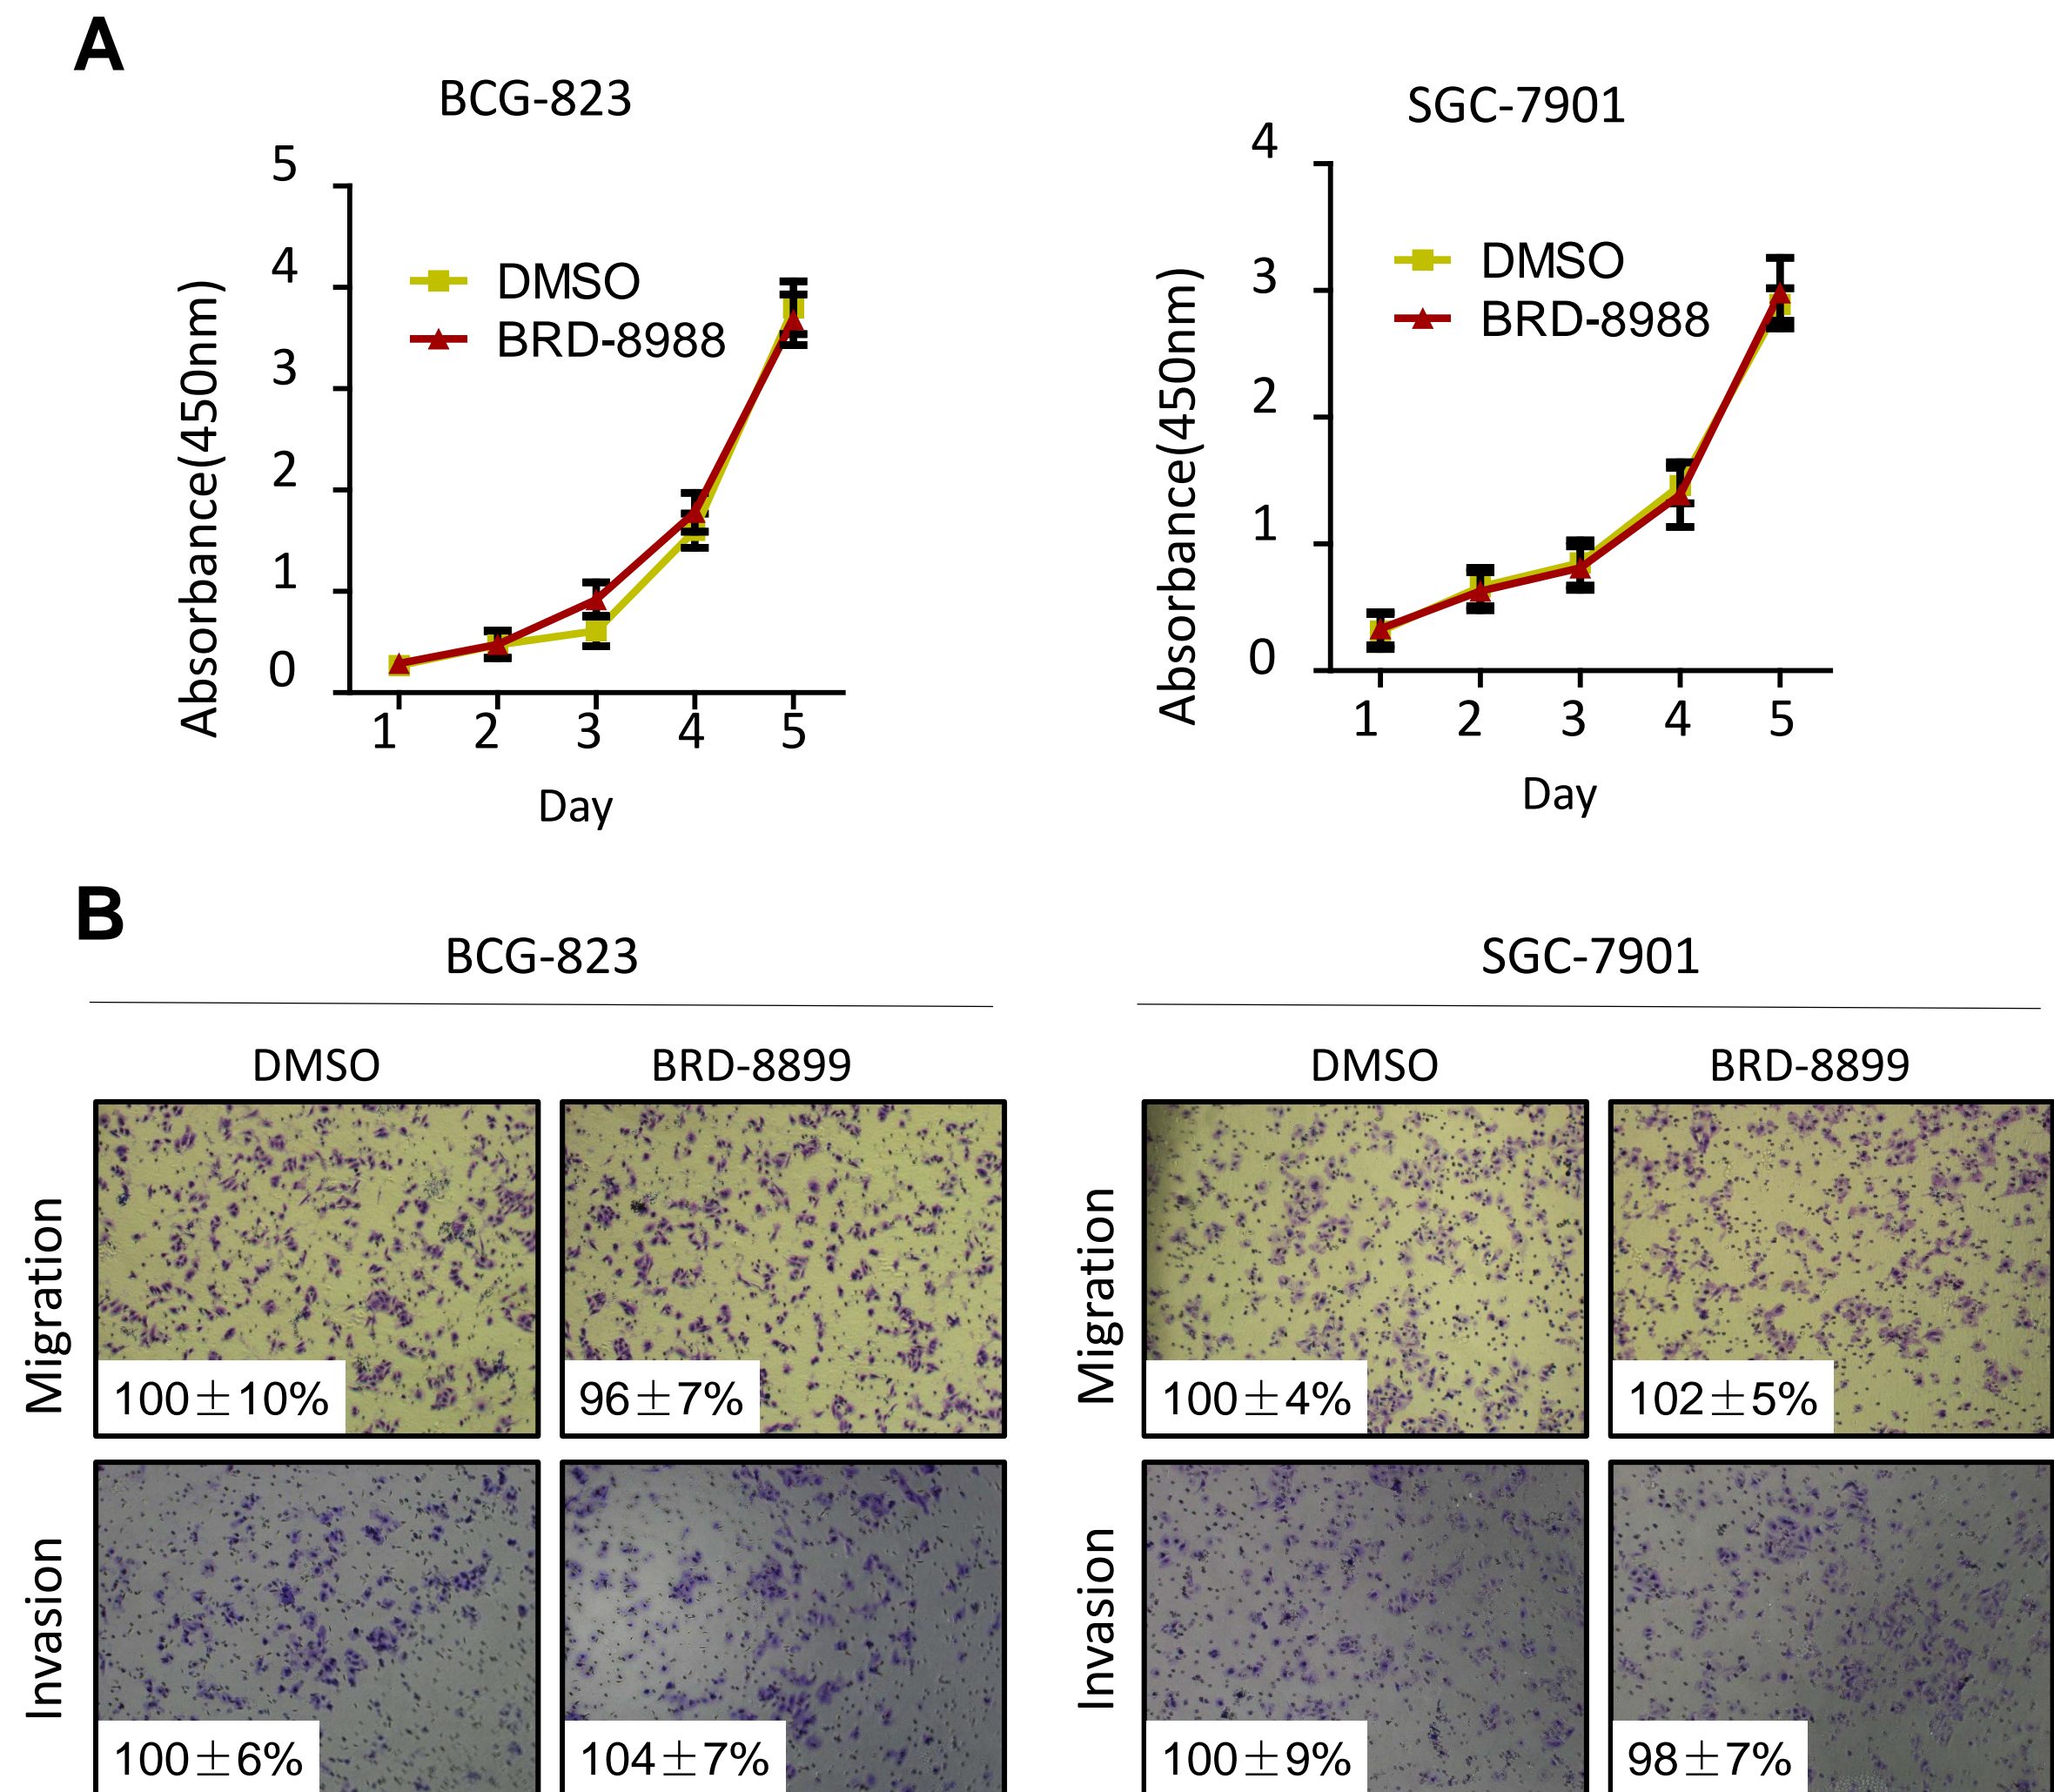 A
BCG-823
5
4
3
2
1
0
Absorbance(450nm)
DMSO
BRD-8988
1 2 3 4 5
Day
SGC-7901
4
3
2
1
0
Absorbance(450nm)
DMSO
BRD-8988
1 2 3 4 5
Day
B
BCG-823
DMSO BRD-8899
Migration
100±10% 96±7%
Invasion
100±6% 104±7%
SGC-7901
DMSO BRD-8899
Migration
100±4% 102±5%
Invasion
100±9% 98±7%